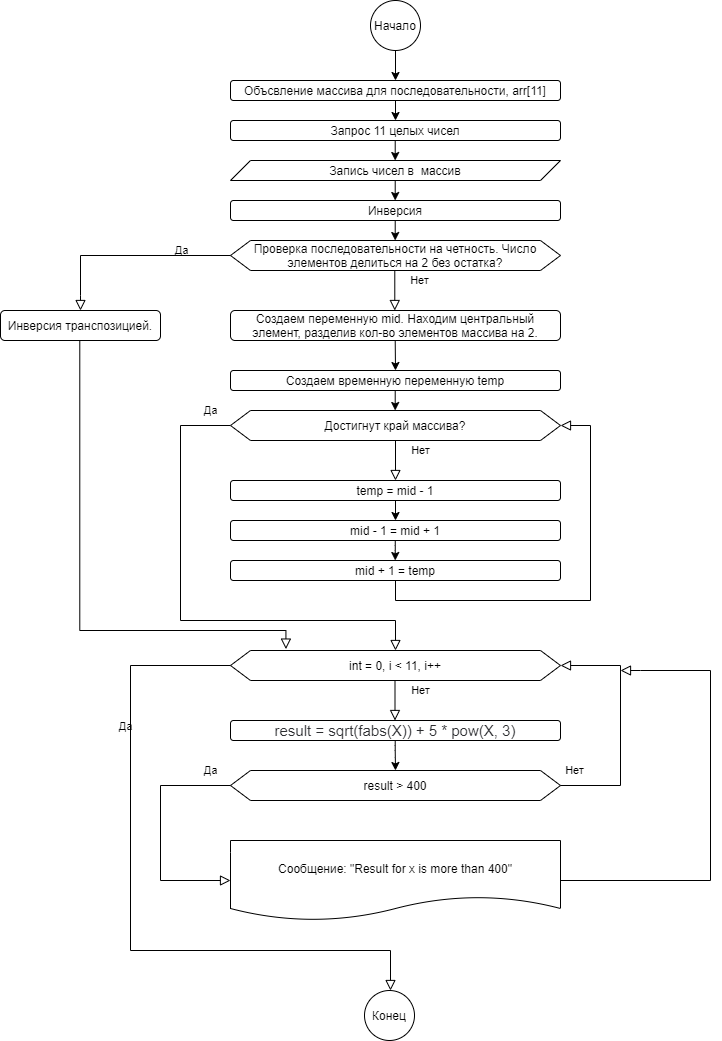 Начало
Объсвление массива для последовательности, arr[11]
Запрос 11 целых чисел
Запись чисел в массив
Инверсия
Проверка последовательности на четность. Число
элементов делиться на 2 без остатка?
Да
Нет
Инверсия транспозицией.
Создаем переменную mid. Находим центральный
элемент, разделив кол-во элементов массива на 2.
Создаем временную переменную temp
Да
Достигнут край массива?
Нет
temp = mid - 1
mid - 1 = mid + 1
mid + 1 = temp
int = 0, i < 11, i++
Нет
Да
result = sqrt(fabs(X)) + 5 * pow(X, 3)
Да
result > 400
Нет
Сообщение: "Result for x is more than 400"
Конец